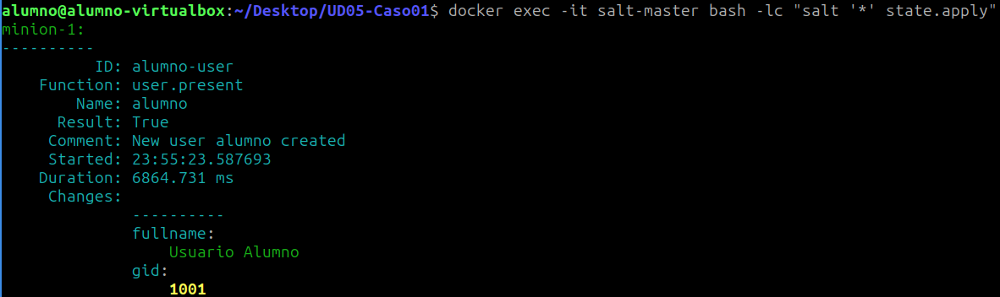 alumno@alumno-virtualbox:~/Desktop/UD05-Caso01$ docker exec -it salt-master bash -lc "salt '*' state.apply"
minion-1:
----------
          ID: alumno-user
    Function: user.present
        Name: alumno
      Result: True
     Comment: New user alumno created
     Started: 23:55:23.587693
    Duration: 6864.731 ms
     Changes:
              ----------
              fullname:
                  Usuario Alumno
              gid:
                  1001